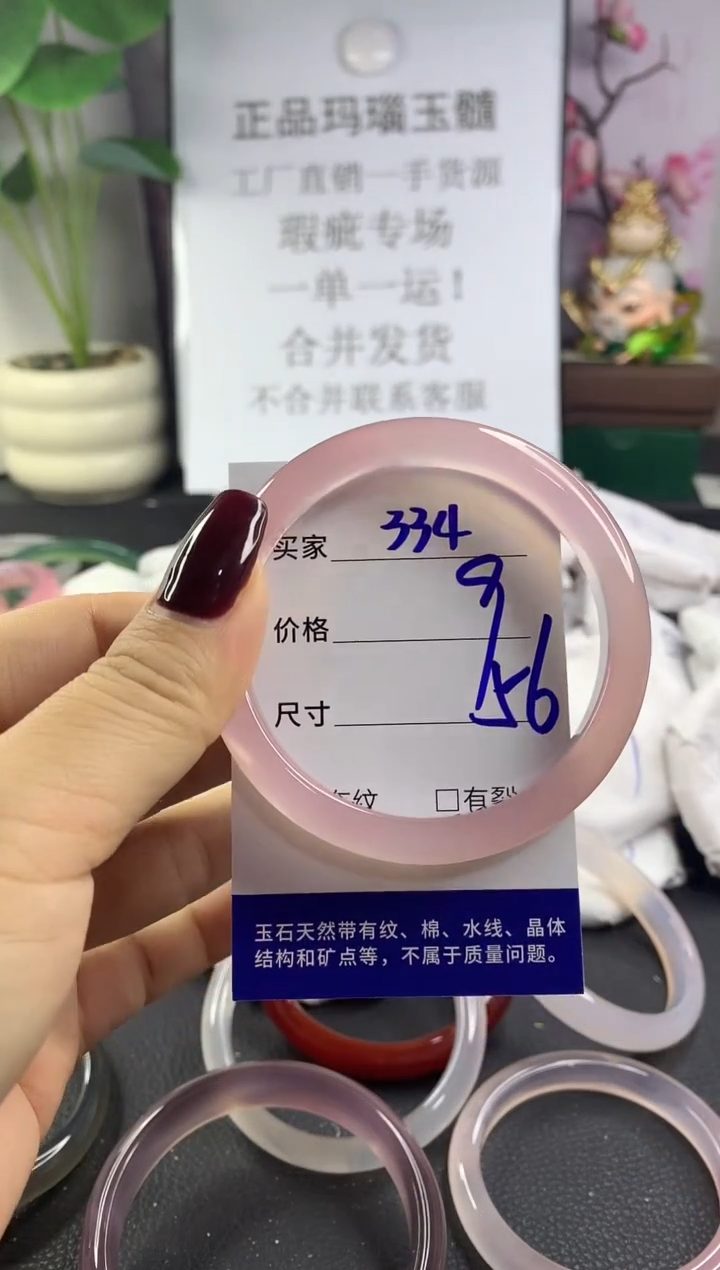 正品玛瑙玉髓
工厂直销一手货源
瑕疵专场
一单一运!
合并发货
不合并联系客服
买家 334
价格 9
尺寸 56
纹 □有裂
玉石天然带有纹、棉、水线、晶体
结构和矿点等，不属于质量问题。